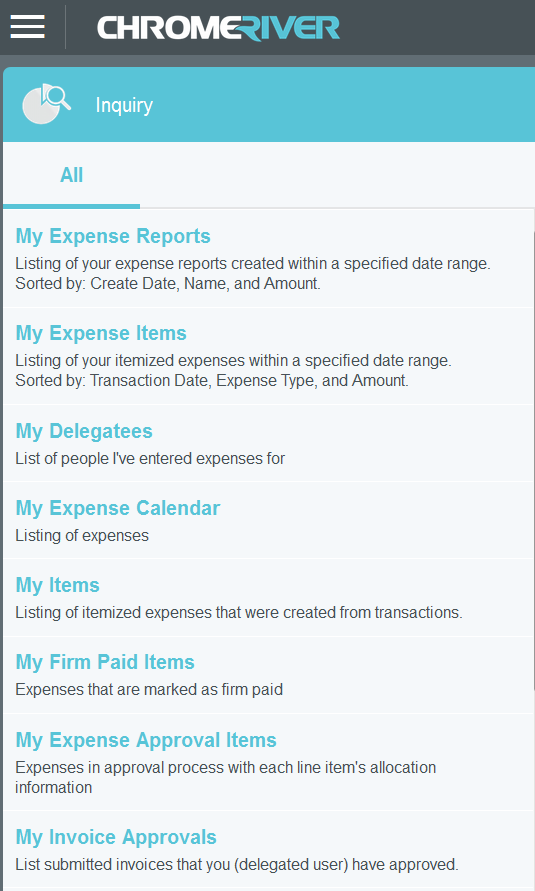 CHROMERIVER
Inquiry
All
My Expense Reports
Listing of your expense reports created within a specified date range.
Sorted by: Create Date, Name, and Amount.
My Expense Items
Listing of your itemized expenses within a specified date range.
Sorted by: Transaction Date, Expense Type, and Amount.
My Delegatees
List of people I've entered expenses for
My Expense Calendar
Listing of expenses
My Items
Listing of itemized expenses that were created from transactions.
My Firm Paid Items
Expenses that are marked as firm paid
My Expense Approval Items
Expenses in approval process with each line item's allocation
information
My Invoice Approvals
List submitted invoices that you (delegated user) have approved.